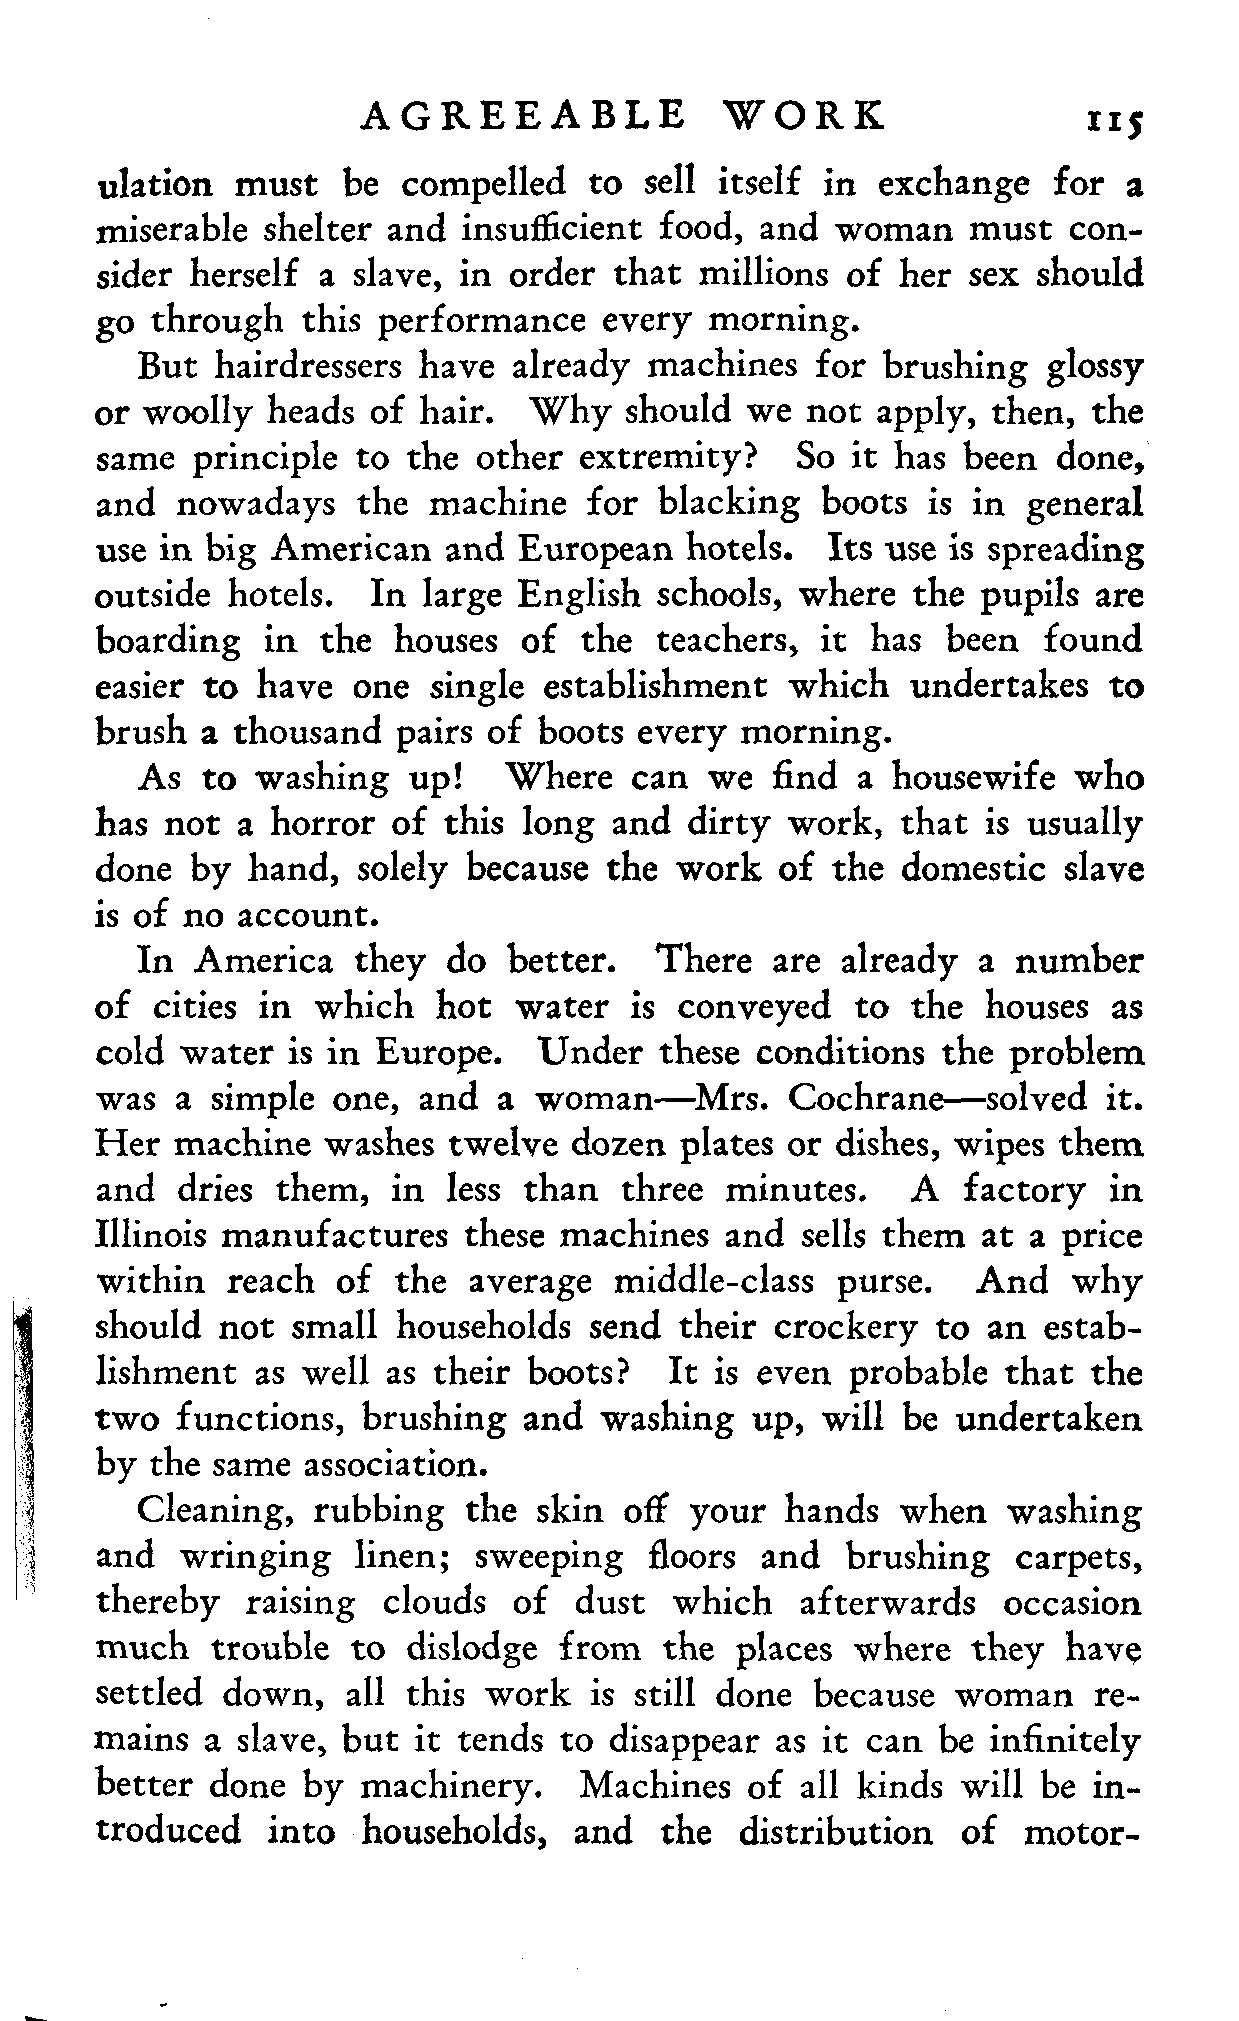 AGREEABLE WORK 115
ulation must be compelled to sell itself in exchange for a
miserable shelter and insufficient food, and woman must con-
sider herself a slave, in order that millions of her sex should
go through this performance every morning.
But hairdressers have already machines for brushing glossy
or woolly heads of hair. Why should we not apply, then, the
same principle to the other extremity? So it has been done,
and nowadays the machine for blacking boots is in general
use in big American and European hotels. Its use is spreading
outside hotels. In large English schools, where the pupils are
boarding in the houses of the teachers, it has been found
easier to have one single establishment which undertakes to
brush a thousand pairs of boots every morning.
As to washing up! Where can we find a housewife who
has not a horror of this long and dirty work, that is usually
done by hand, solely because the work of the domestic slave
is of no account.
In America they do better. There are already a number
of cities in which hot water is conveyed to the houses as
cold water is in Europe. Under these conditions the problem
was a simple one, and a woman—Mrs. Cochrane—solved it.
Her machine washes twelve dozen plates or dishes, wipes them
and dries them, in less than three minutes. A factory in
Illinois manufactures these machines and sells them at a price
within reach of the average middle-class purse. And why
should not small households send their crockery to an estab-
lishment as well as their boots? It is even probable that the
two functions, brushing and washing up, will be undertaken
by the same association.
Cleaning, rubbing the skin off your hands when washing
and wringing linen; sweeping floors and brushing carpets,
thereby raising clouds of dust which afterwards occasion
much trouble to dislodge from the places where they have
settled down, all this work is still done because woman re-
mains a slave, but it tends to disappear as it can be infinitely
better done by machinery. Machines of all kinds will be in-
troduced into households, and the distribution of motor-